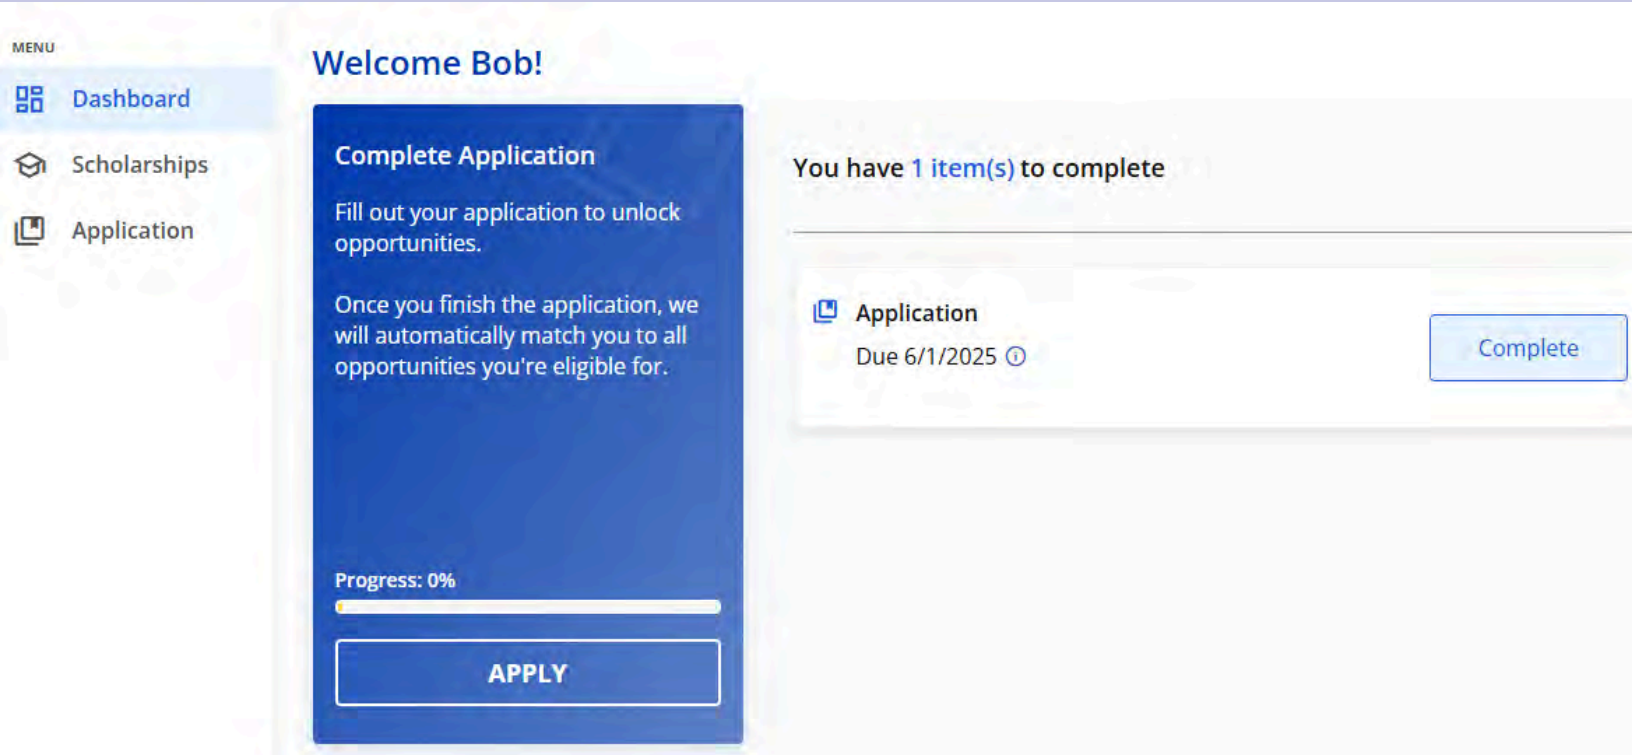 MENU
Dashboard
Scholarships
Application
Welcome Bob!
Complete Application
Fill out your application to unlock
opportunities.
Once you finish the application, we
will automatically match you to all
opportunities you're eligible for.
Progress: 0%
APPLY
You have 1 item(s) to complete
Application
Due 6/1/2025
Complete